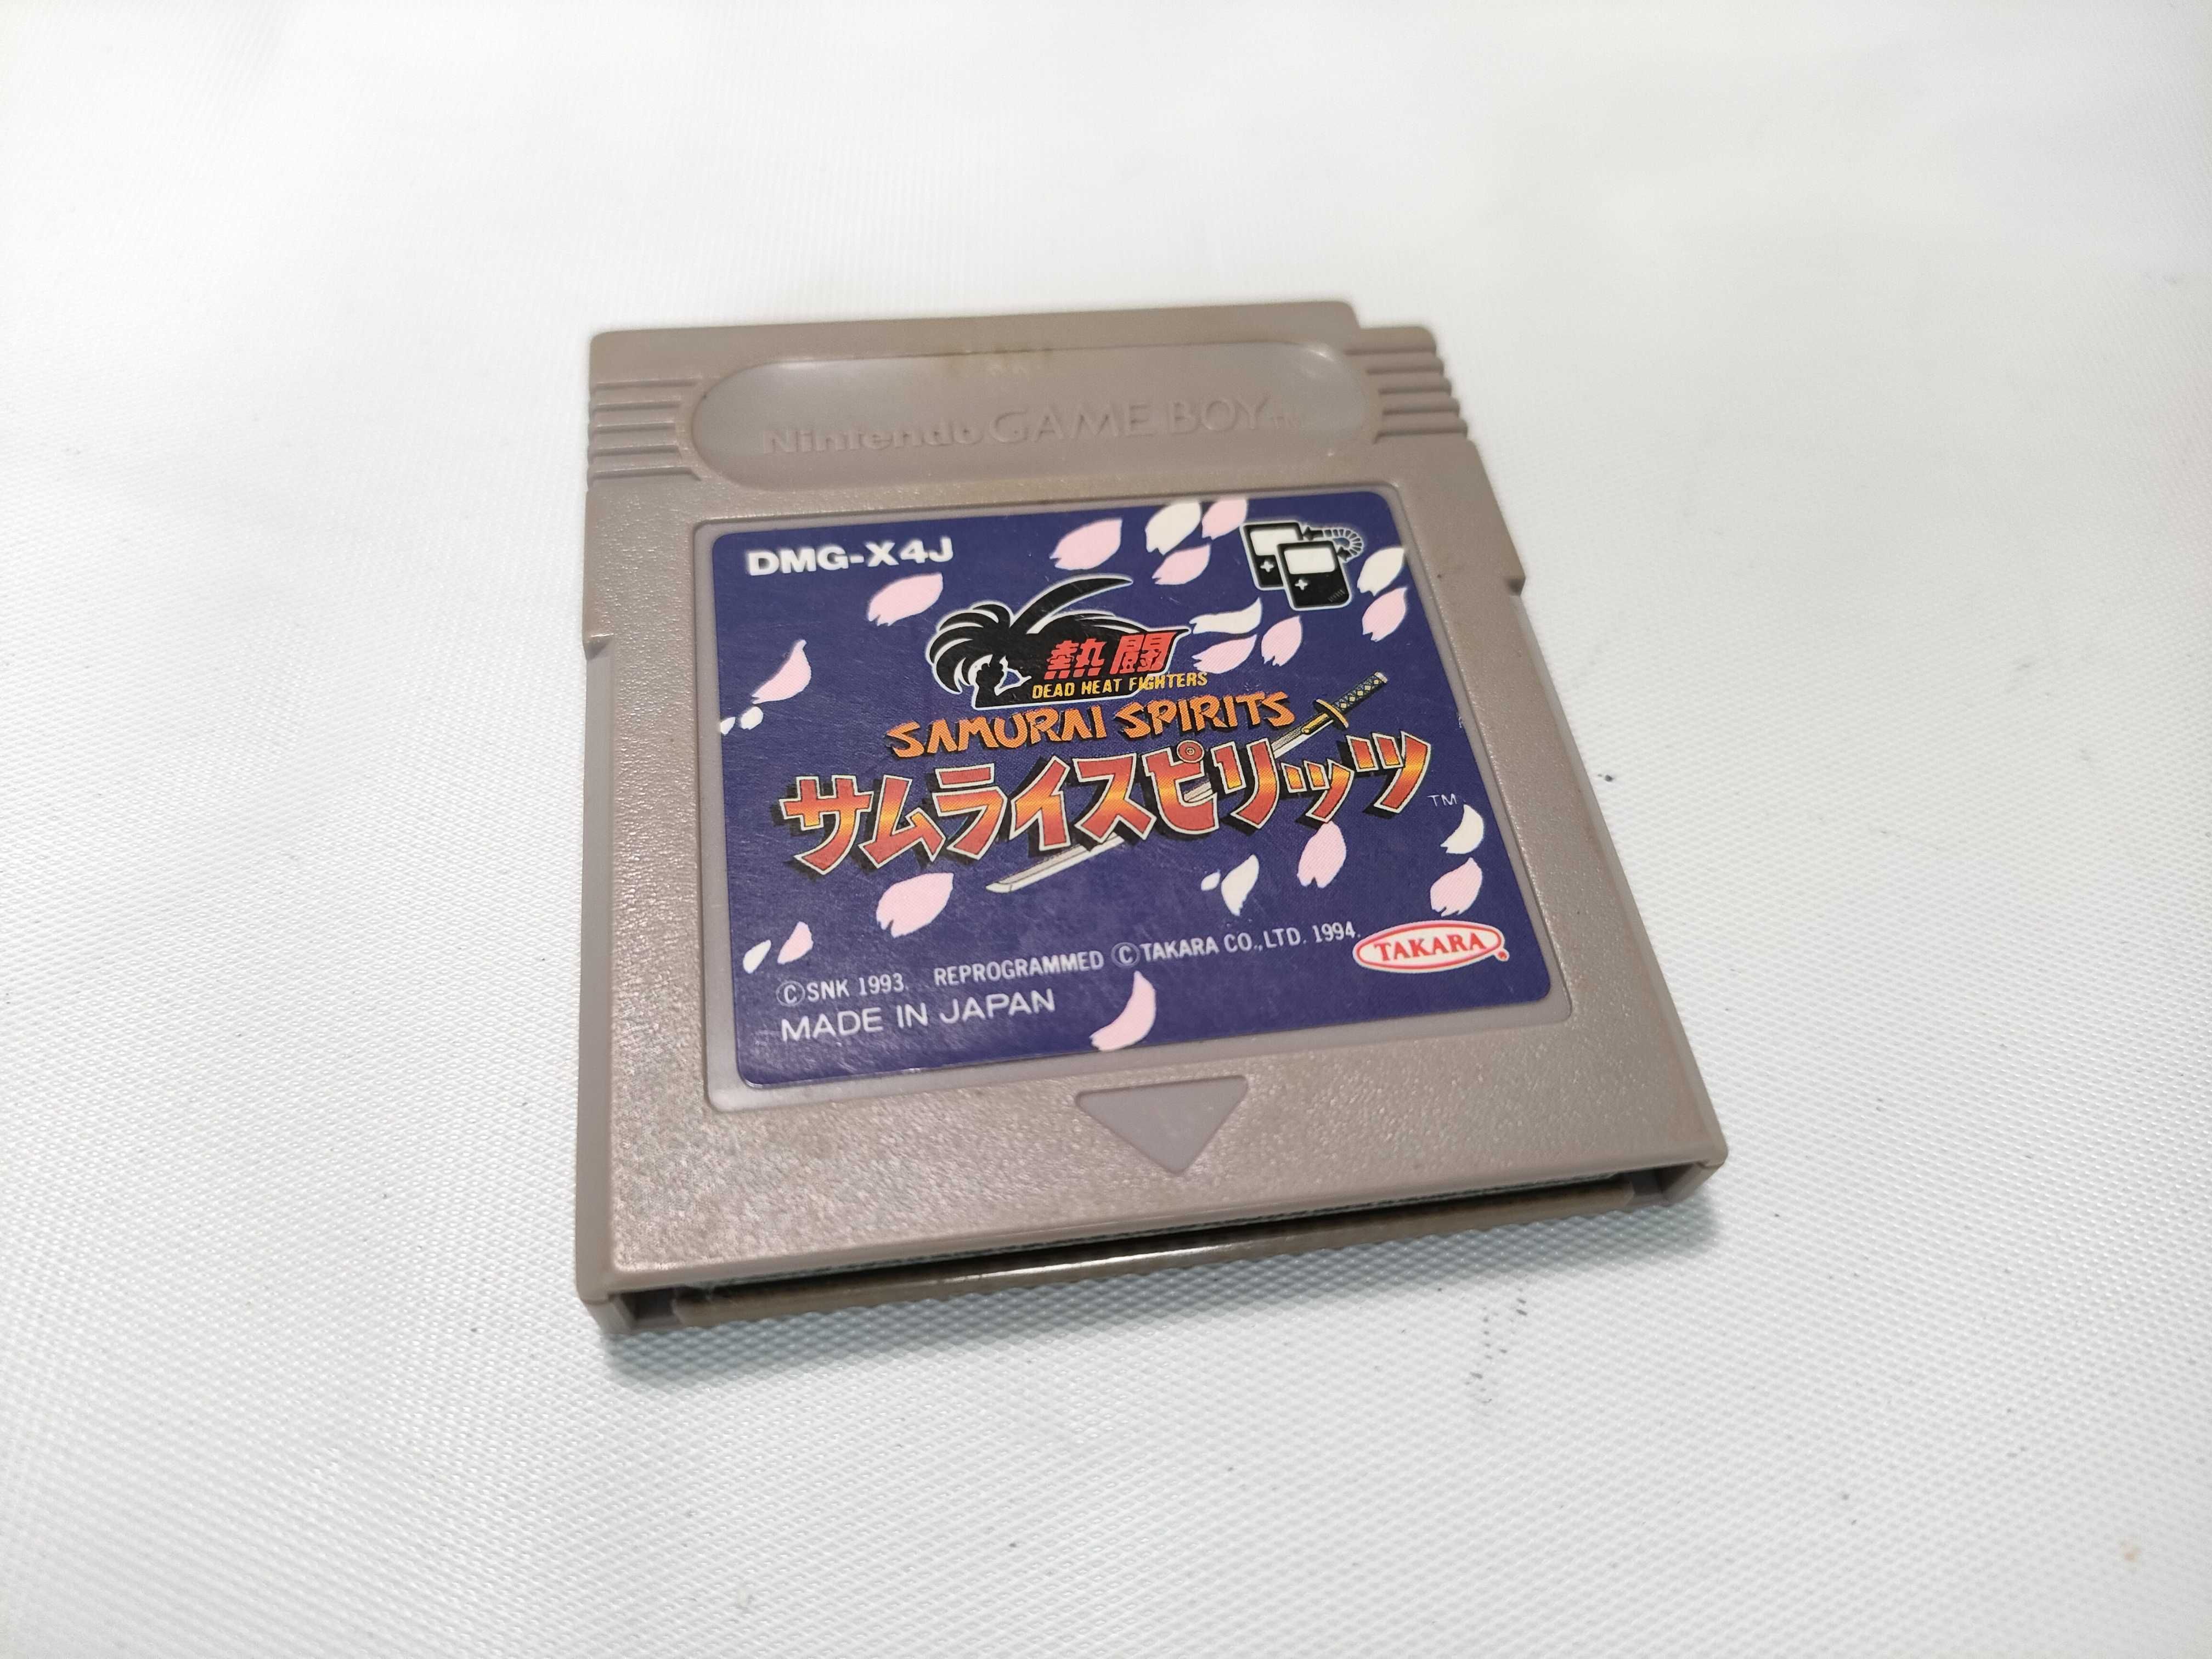 Nintendo GAME BOY TM
DMG-X4J
熱闘
DEAD HEAT FIGHTERS
SAMURAI SPIRITS
サムライスピリッツ TM
©SNK 1993. REPROGRAMMED ©TAKARA CO.,LTD. 1994.
TAKARA
MADE IN JAPAN